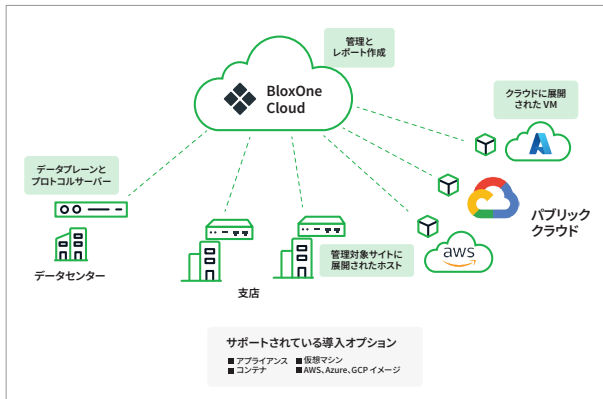 管理と
レポート作成
BloxOne
Cloud
クラウドに展開
された VM
データプレーンと
プロトコルサーバー
パブリック
クラウド
aws
管理対象サイトに
展開されたホスト
データセンター
支店
サポートされている導入オプション
■ アプライアンス ■ 仮想マシン
■ コンテナ ■ AWS、Azure、GCP イメージ